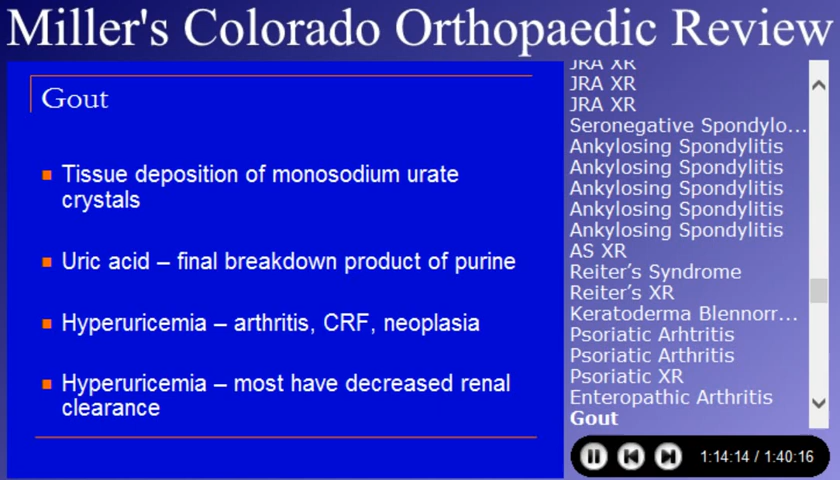 Miller's Colorado Orthopaedic Review
Gout
Tissue deposition of monosodium urate
crystals
Uric acid – final breakdown product of purine
Hyperuricemia – arthritis, CRF, neoplasia
Hyperuricemia – most have decreased renal
clearance
JRA XR
JRA XR
JRA XR
Seronegative Spondylo...
Ankylosing Spondylitis
Ankylosing Spondylitis
Ankylosing Spondylitis
Ankylosing Spondylitis
Ankylosing Spondylitis
AS XR
Reiter's Syndrome
Reiter's XR
Keratoderma Blennorr...
Psoriatic Arhtritis
Psoriatic Arthritis
Psoriatic XR
Enteropathic Arthritis
Gout
1:14:14 / 1:40:16